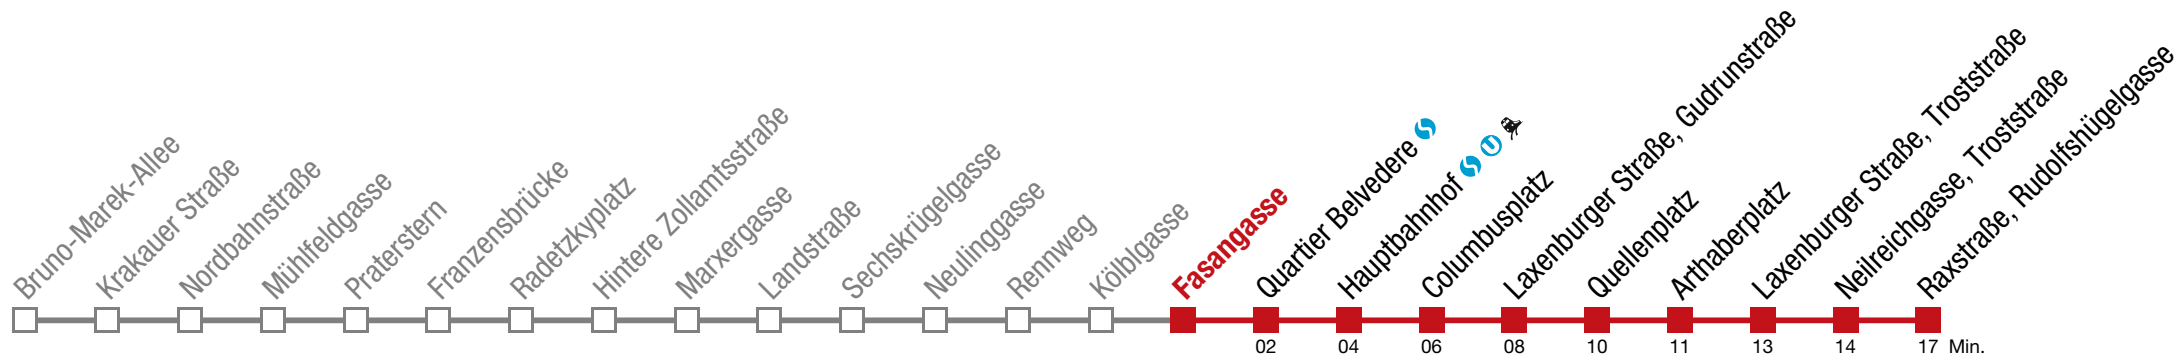 Bruno-Marek-Allee
Krakauer Straße
Nordbahnstraße
Mühlfeldgasse
Praterstern
Franzensbrücke
Radetzkyplatz
Hintere Zollamtsstraße
Marxergasse
Landstraße
Sechskrügelgasse
Neulinggasse
Rennweg
Kölblgasse
Fasangasse
Quartier Belvedere S
Hauptbahnhof S U
Columbusplatz
Laxenburger Straße, Gudrunstraße
Quellenplatz
Arthaberplatz
Laxenburger Straße, Troststraße
Neilreichgasse, Troststraße
Raxstraße, Rudolfshügelgasse
02 04 06 08 10 11 13 14 17 Min.